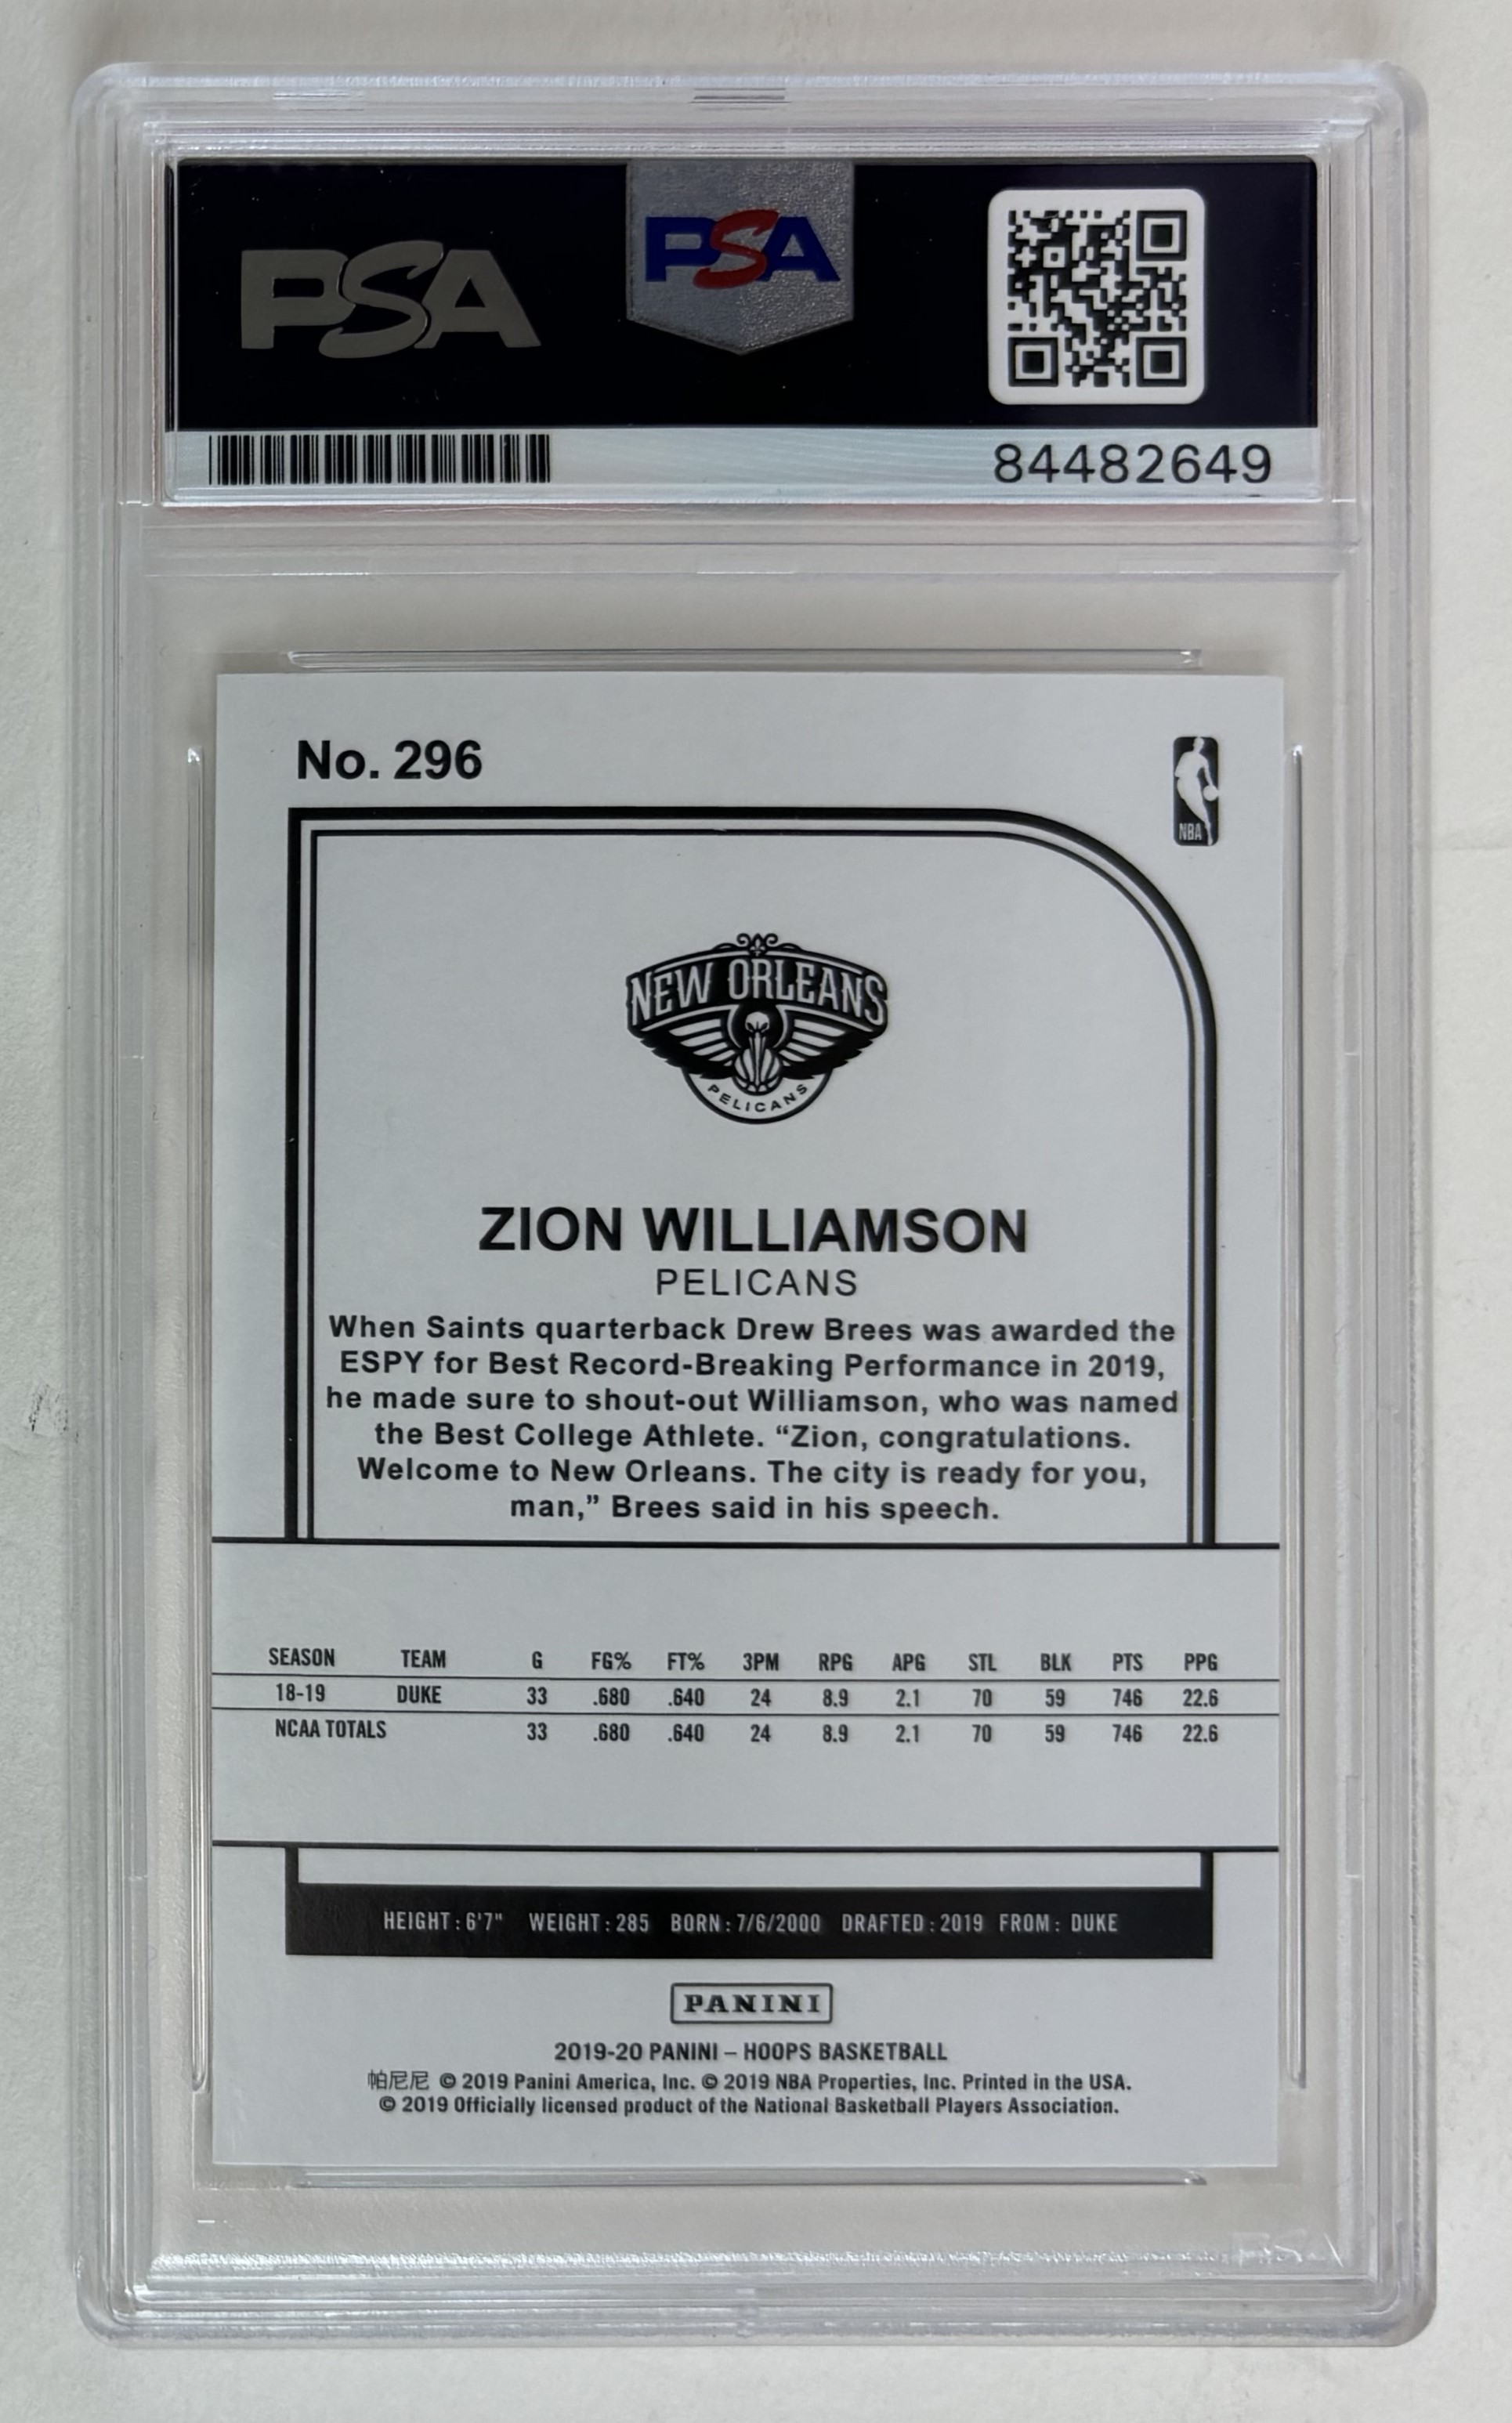 PSA
PSA
84482649
No. 296
NBA
NEW ORLEANS
PELICANS
ZION WILLIAMSON
PELICANS
When Saints quarterback Drew Brees was awarded the
ESPY for Best Record-Breaking Performance in 2019,
he made sure to shout-out Williamson, who was named
the Best College Athlete. “Zion, congratulations.
Welcome to New Orleans. The city is ready for you,
man,” Brees said in his speech.
SEASON TEAM G FG% FT% 3PM RPG APG STL BLK PTS PPG
18-19 DUKE 33 .680 .640 24 8.9 2.1 70 59 746 22.6
NCAA TOTALS 33 .680 .640 24 8.9 2.1 70 59 746 22.6
HEIGHT: 6'7" WEIGHT: 285 BORN: 7/6/2000 DRAFTED: 2019 FROM: DUKE
PANINI
2019-20 PANINI – HOOPS BASKETBALL
帕尼尼 © 2019 Panini America, Inc. © 2019 NBA Properties, Inc. Printed in the USA.
© 2019 Officially licensed product of the National Basketball Players Association.
PSA